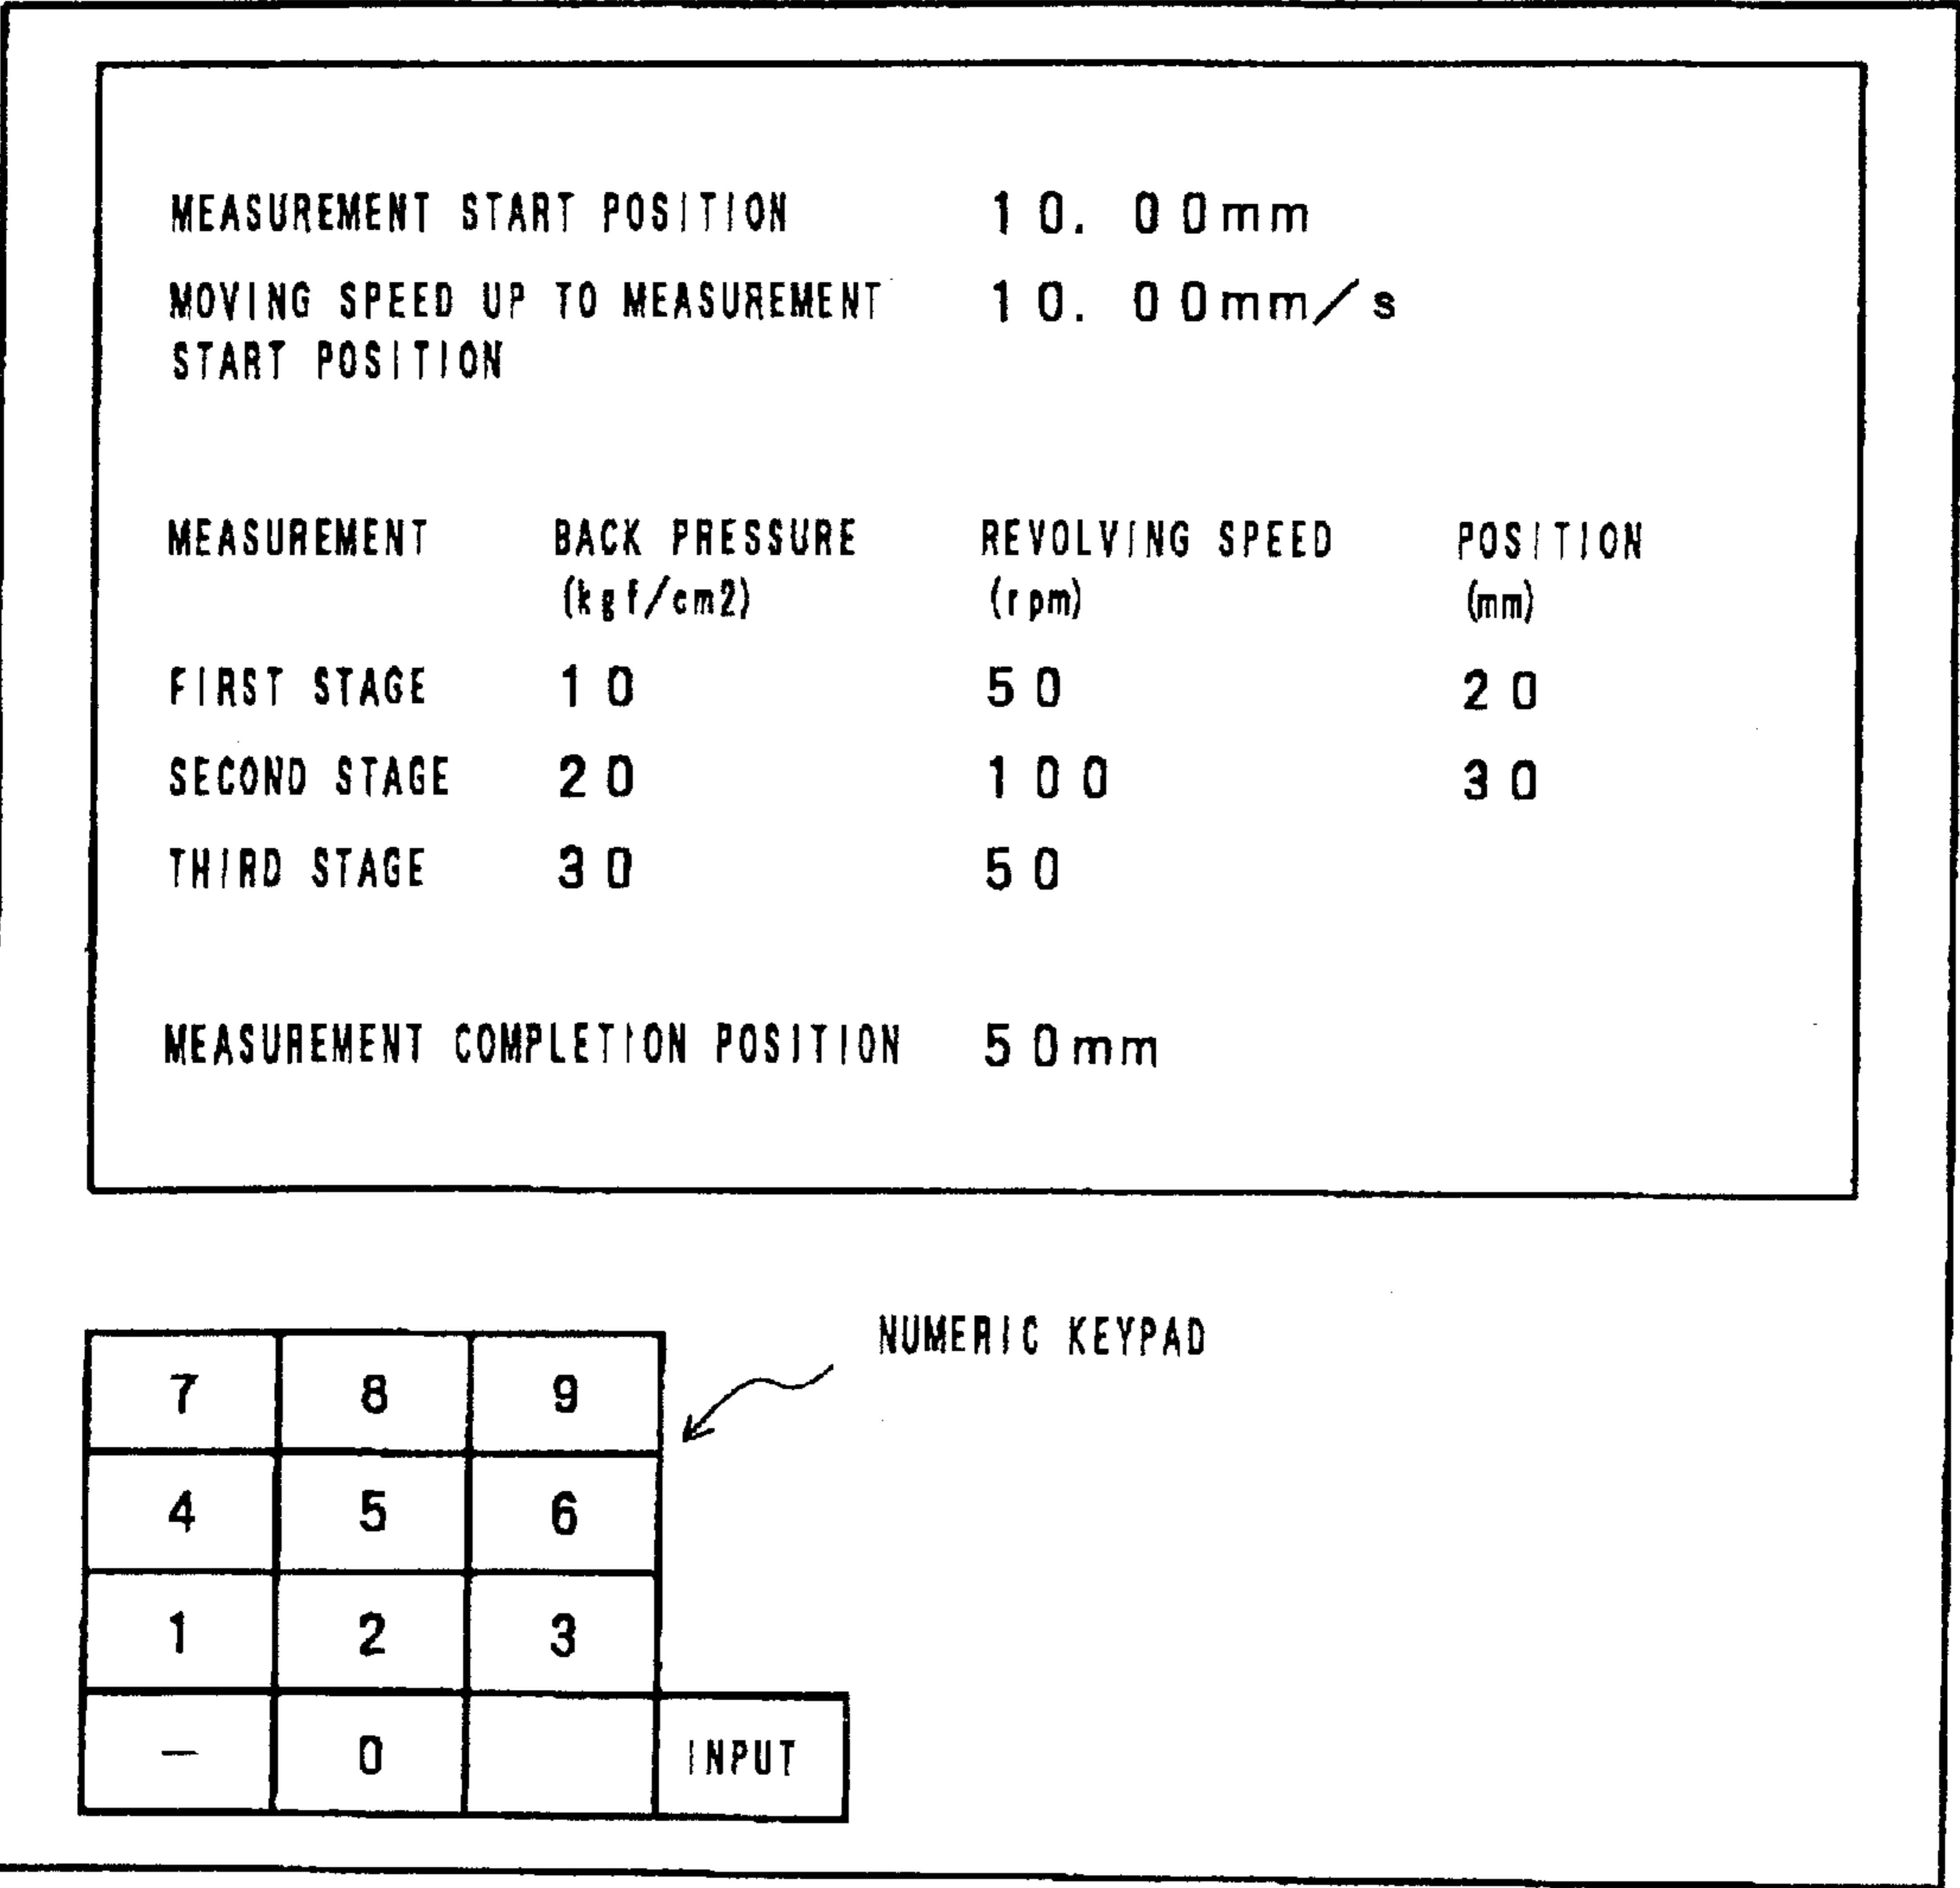 MEASUREMENT START POSITION 10.00mm
MOVING SPEED UP TO MEASUREMENT 10.00mm/s
START POSITION
MEASUREMENT BACK PRESSURE REVOLVING SPEED POSITION
(kgf/cm2) (rpm) (mm)
FIRST STAGE 10 50 20
SECOND STAGE 20 100 30
THIRD STAGE 30 50
MEASUREMENT COMPLETION POSITION 50mm
NUMERIC KEYPAD
7 8 9
4 5 6
1 2 3
— 0 INPUT